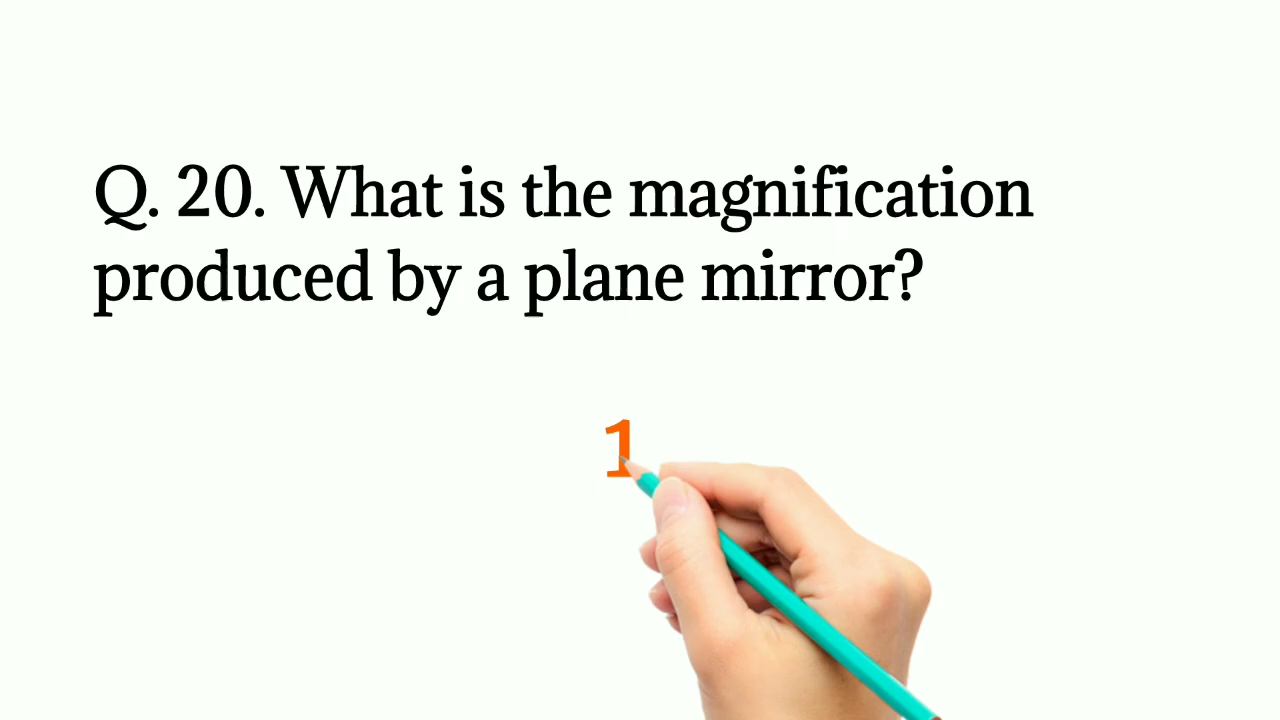 Q. 20. What is the magnification
produced by a plane mirror?
1